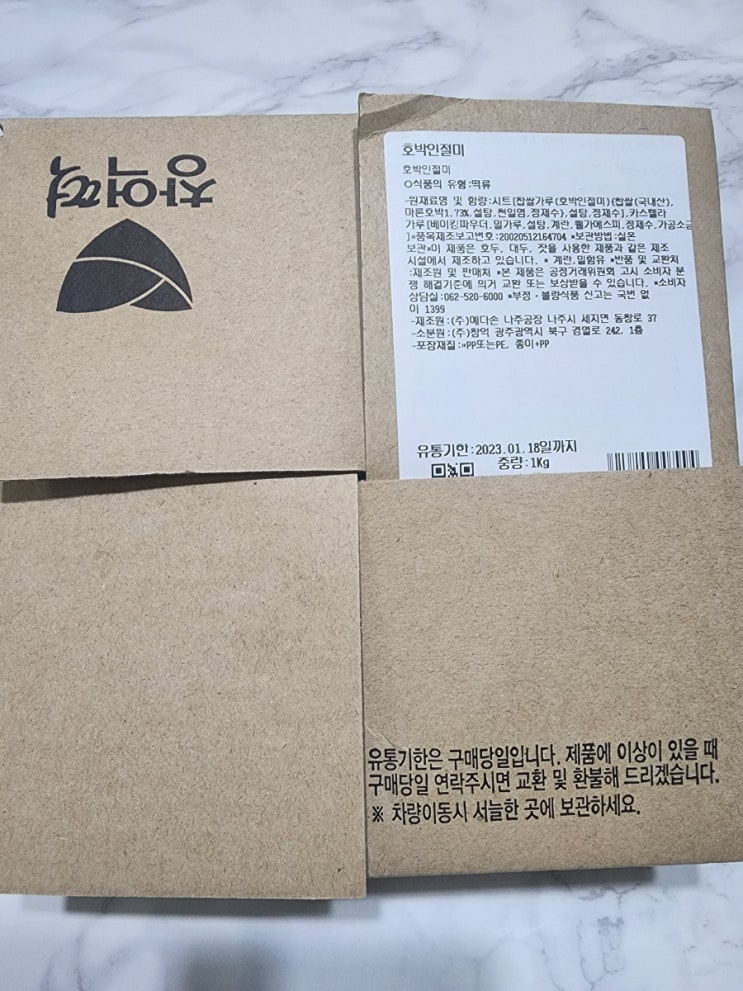 창억떡
호박인절미
호박인절미
○식품의 유형:떡류
-원재료명 및 함량:시트[찹쌀가루(호박인절미){찹쌀(국내산),
마른호박1.73%,설탕,천일염,정제수},설탕,정제수],카스텔라
가루[베이킹파우더,밀가루,설탕,계란,웰가에스피,정제수,가공소금
]*품목제조보고번호:20020512164704 *보관방법:실온
보관*이 제품은 호두, 대두, 잣을 사용한 제품과 같은 제조
시설에서 제조하고 있습니다. * 계란,밀함유 *반품 및 교환처
:제조원 및 판매처 *본 제품은 공정거래위원회 고시 소비자 분
쟁 해결기준에 의거 교환 또는 보상받을 수 있습니다. *소비자
상담실:062-520-6000 *부정·불량식품 신고는 국번 없
이 1399
-제조원:(주)예다손 나주공장 나주시 세지면 동창로 37
-소분원:(주)창억 광주광역시 북구 경열로 242, 1층
-포장재질:*PP또는PE, 종이+PP
유통기한:2023.01.18일까지
중량:1Kg
유통기한은 구매당일입니다. 제품에 이상이 있을 때
구매당일 연락주시면 교환 및 환불해 드리겠습니다.
※ 차량이동시 서늘한 곳에 보관하세요.